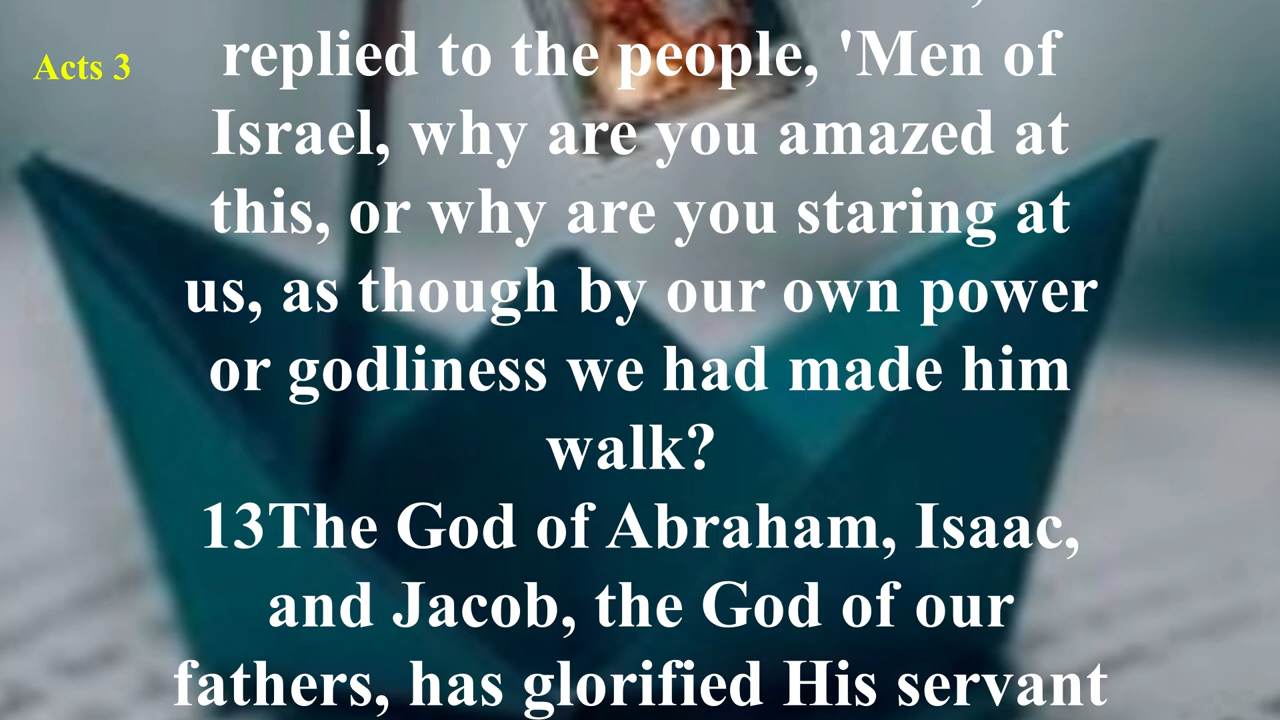 Acts 3
replied to the people, 'Men of
Israel, why are you amazed at
this, or why are you staring at
us, as though by our own power
or godliness we had made him
walk?
13The God of Abraham, Isaac,
and Jacob, the God of our
fathers, has glorified His servant